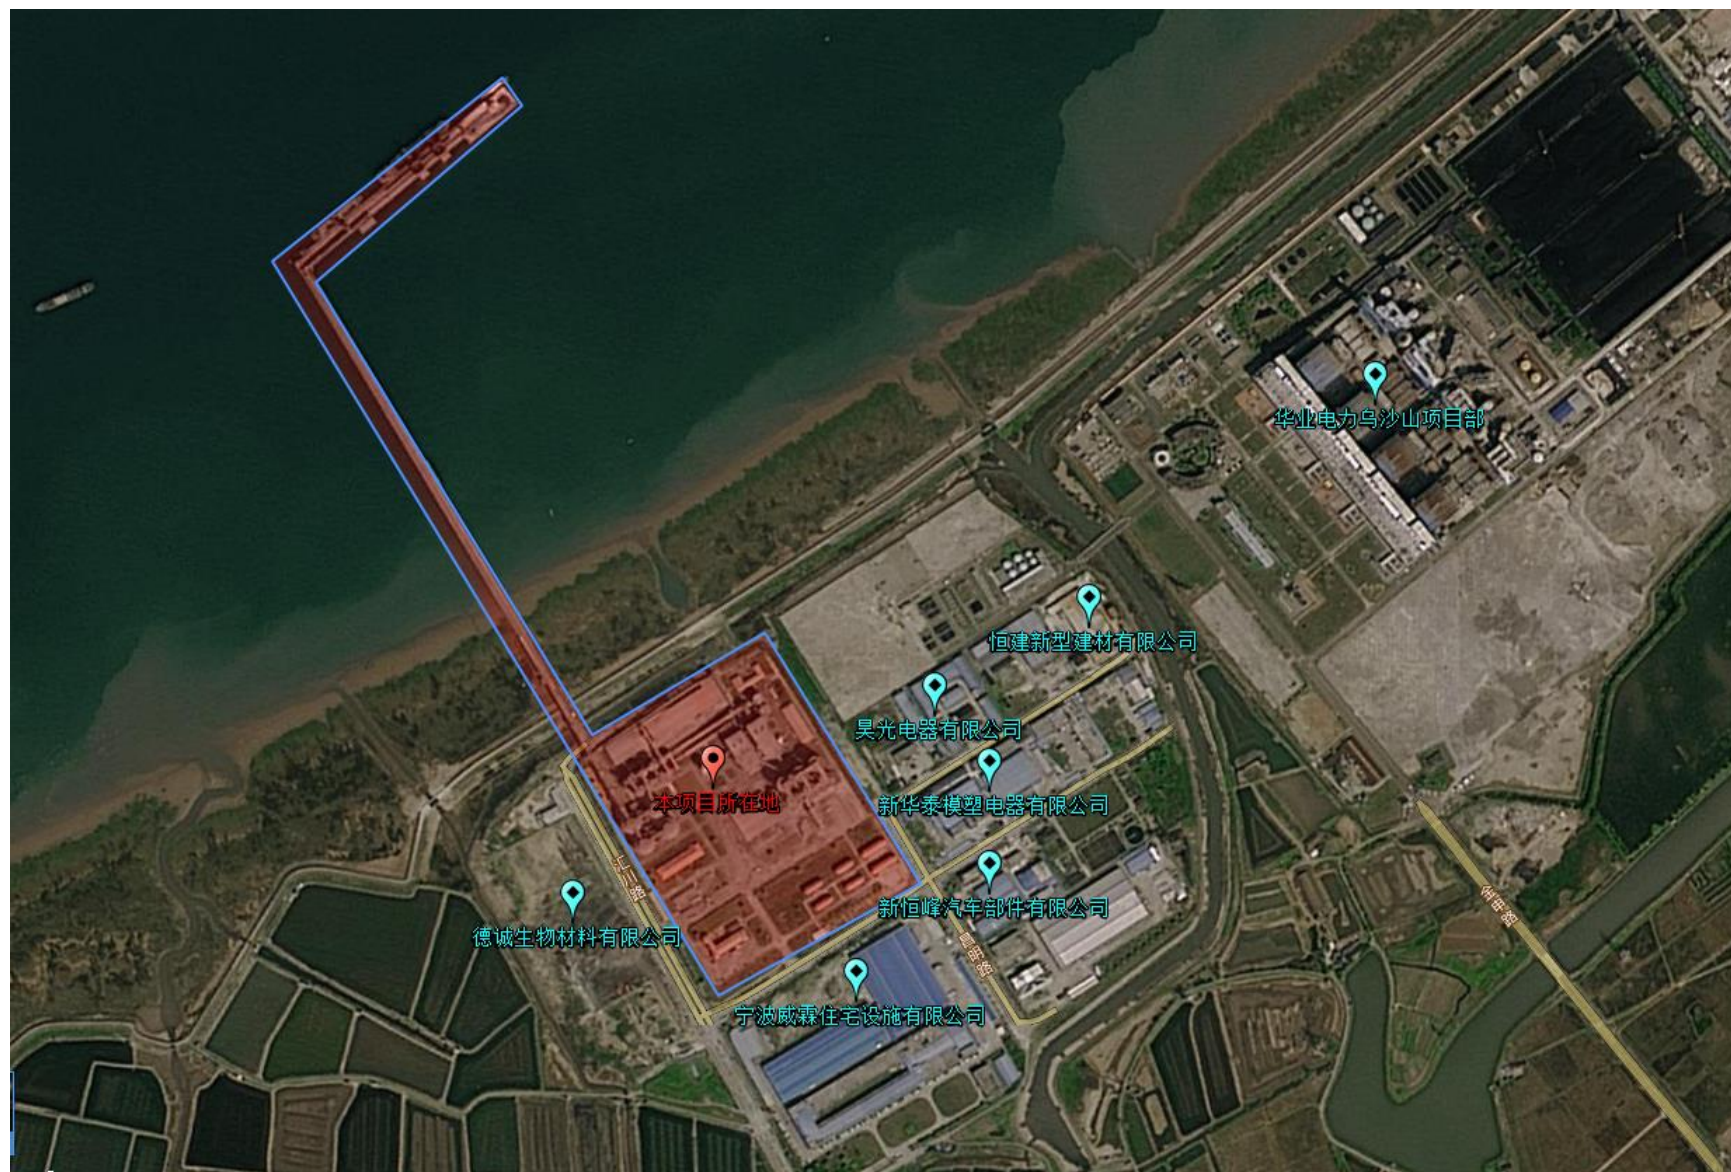 华业电力乌沙山项目部
恒建新型建材有限公司
昊光电器有限公司
本项目所在地
新华泰模塑电器有限公司
新恒峰汽车部件有限公司
德诚生物材料有限公司
宁波威霖住宅设施有限公司